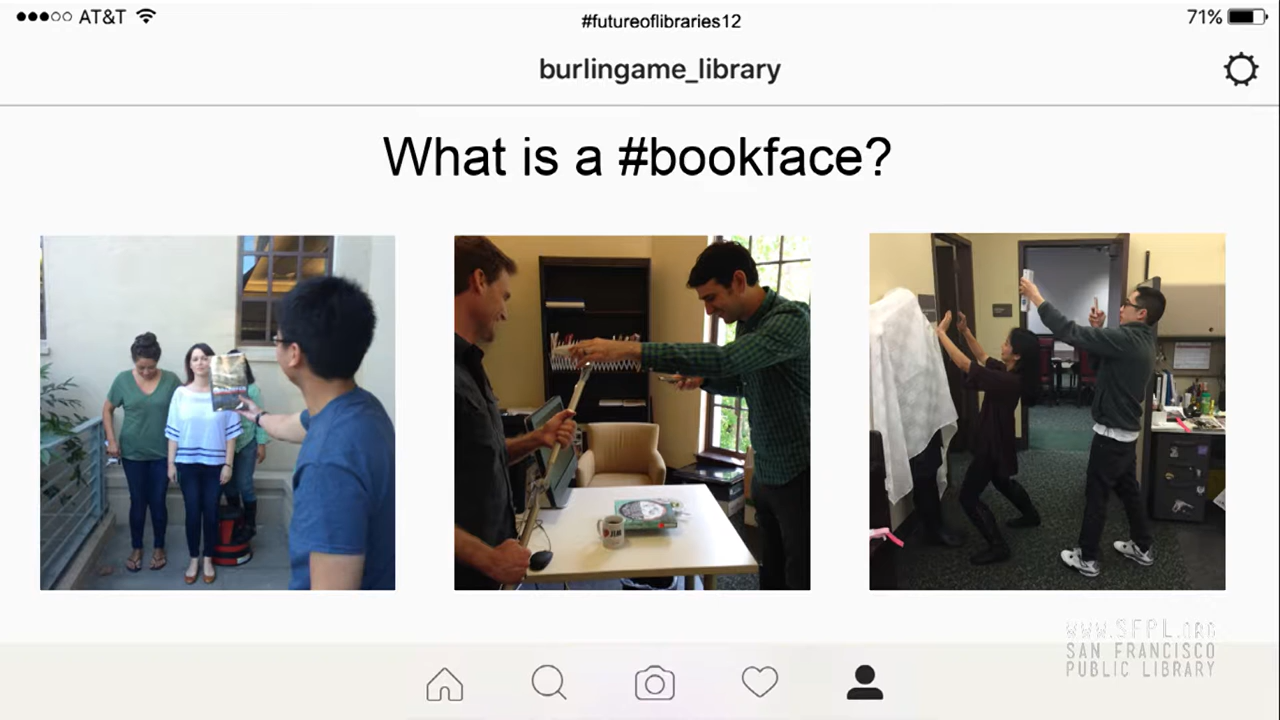 AT&T
#futureoflibraries12
71%
burlingame_library
What is a #bookface?
WWW.SFPL.ORG
SAN FRANCISCO
PUBLIC LIBRARY